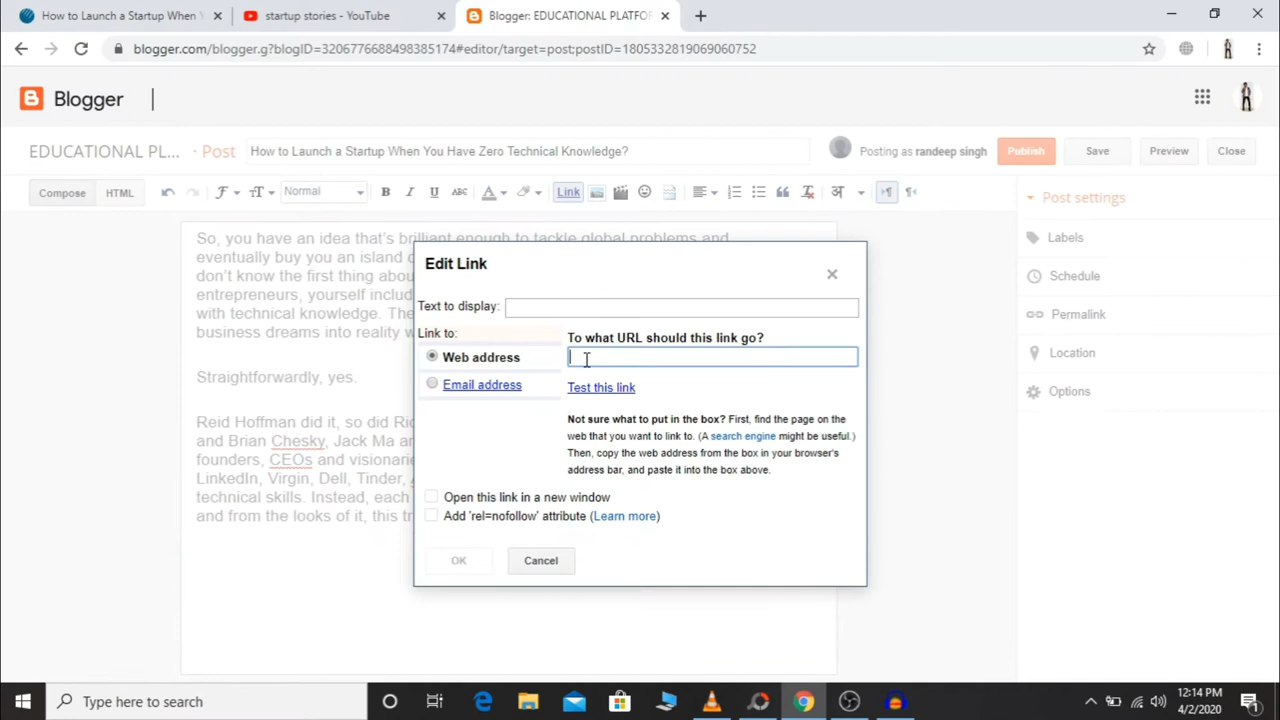 How to Launch a Startup When Y
startup stories - YouTube
Blogger: EDUCATIONAL PLATFOR
blogger.com/blogger.g?blogID=3206776688498385174#editor/target=post;postID=1805332819069060752
Blogger
EDUCATIONAL PL... · Post
How to Launch a Startup When You Have Zero Technical Knowledge?
Posting as randeep singh
Publish
Save
Preview
Close
Compose
HTML
Normal
B I U ABC A
Link
अ
Post settings
Labels
Schedule
Permalink
Location
Options
So, you have an idea that's brilliant enough to tackle global problems and
eventually buy you an island
don't know the first thing abou
entrepreneurs, yourself includ
with technical knowledge. The
business dreams into reality w
Straightforwardly, yes.
Reid Hoffman did it, so did Ric
and Brian Chesky, Jack Ma an
founders, CEOs and visionarie
LinkedIn, Virgin, Dell, Tinder,
technical skills. Instead, each
and from the looks of it, this tr
Edit Link
Text to display:
Link to:
Web address
Email address
To what URL should this link go?
Test this link
Not sure what to put in the box? First, find the page on the
web that you want to link to. (A search engine might be useful.)
Then, copy the web address from the box in your browser's
address bar, and paste it into the box above.
Open this link in a new window
Add 'rel=nofollow' attribute (Learn more)
OK
Cancel
Type here to search
12:14 PM
4/2/2020